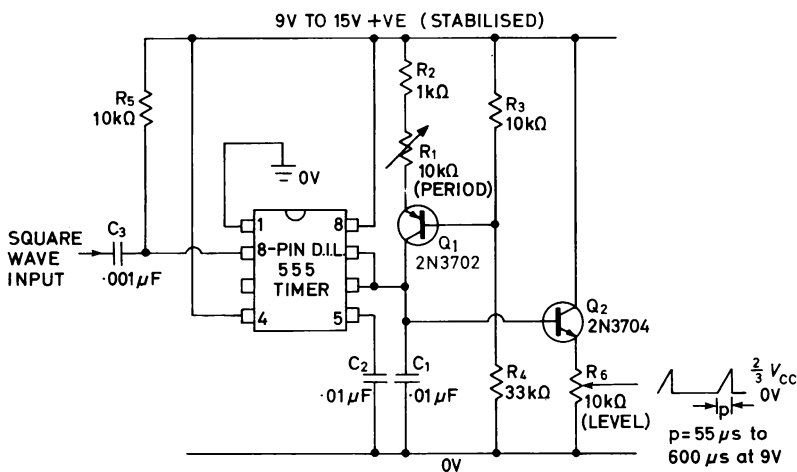 9V TO 15V +VE (STABILISED)
R5
10kΩ
R2
1kΩ
R3
10kΩ
R1
10kΩ
(PERIOD)
0V
C3
SQUARE
WAVE
INPUT
·001µF
1
8
8-PIN D.I.L.
555
TIMER
4
5
Q1
2N3702
Q2
2N3704
C2
·01µF
C1
·01µF
R4
33kΩ
R6
10kΩ
(LEVEL)
2/3 VCC
0V
p
p=55µs to
600µs at 9V
0V